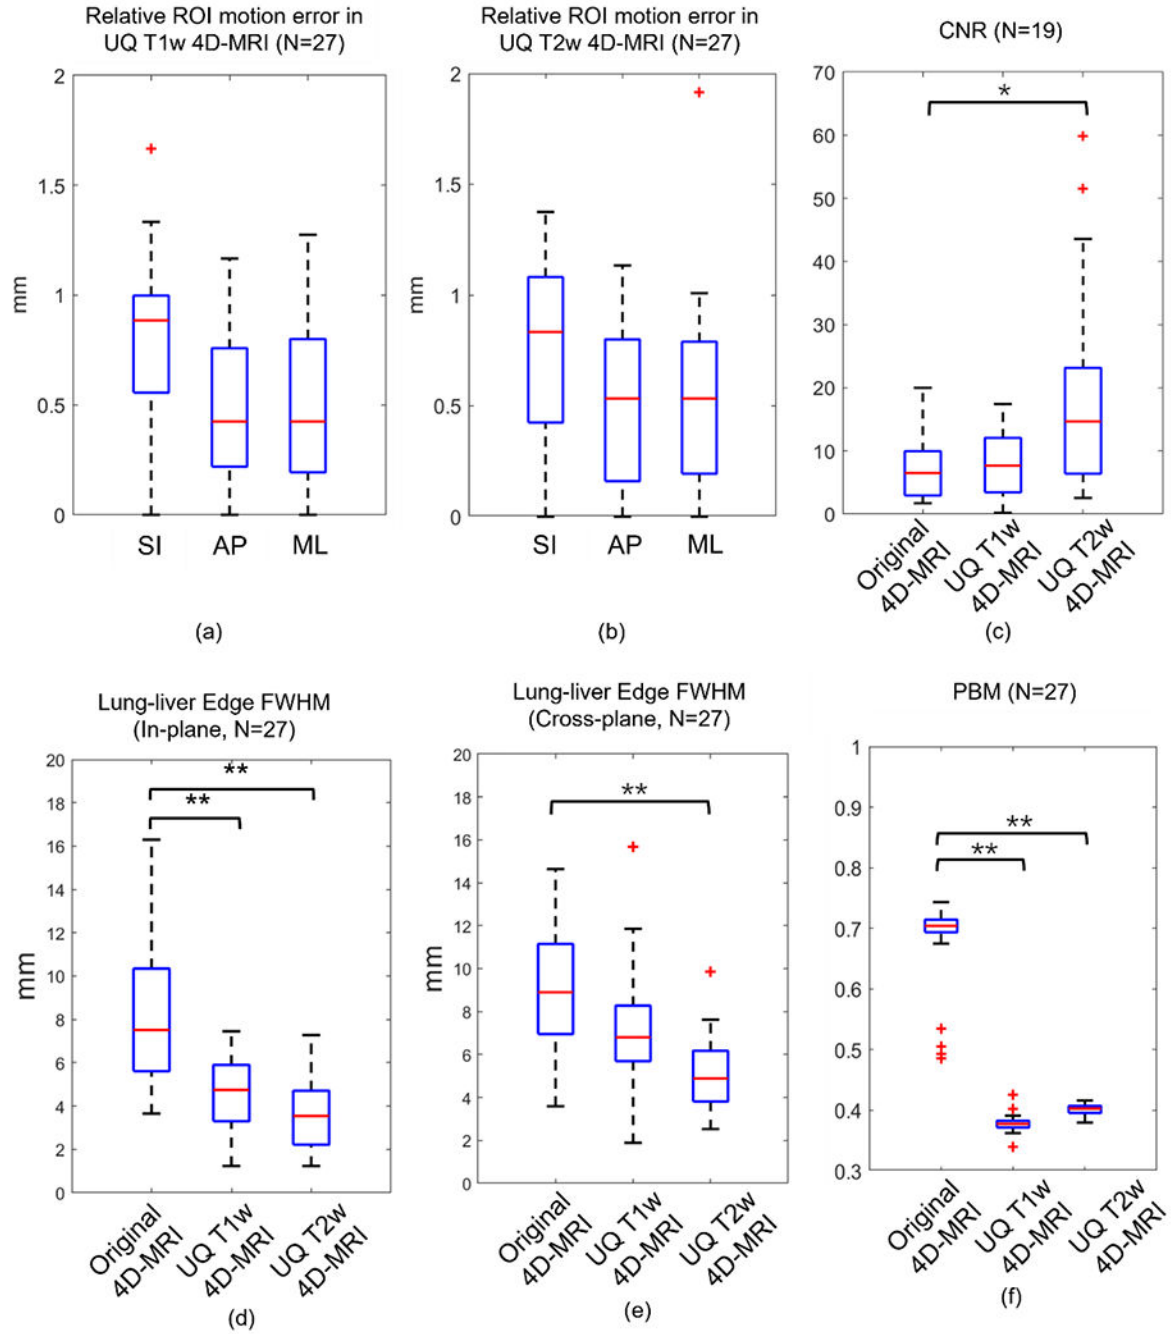 Relative ROI motion error in
UQ T1w 4D-MRI (N=27)
2
1.5
1
0.5
0
mm
SI AP ML
(a)
Relative ROI motion error in
UQ T2w 4D-MRI (N=27)
2
1.5
1
0.5
0
mm
SI AP ML
(b)
CNR (N=19)
70
60
50
40
30
20
10
0
*
Original
4D-MRI
UQ T1w
4D-MRI
UQ T2w
4D-MRI
(c)
Lung-liver Edge FWHM
(In-plane, N=27)
20
18
16
14
12
10
8
6
4
2
0
mm
**
**
Original
4D-MRI
UQ T1w
4D-MRI
UQ T2w
4D-MRI
(d)
Lung-liver Edge FWHM
(Cross-plane, N=27)
20
18
16
14
12
10
8
6
4
2
0
mm
**
Original
4D-MRI
UQ T1w
4D-MRI
UQ T2w
4D-MRI
(e)
PBM (N=27)
1
0.9
0.8
0.7
0.6
0.5
0.4
0.3
**
**
Original
4D-MRI
UQ T1w
4D-MRI
UQ T2w
4D-MRI
(f)